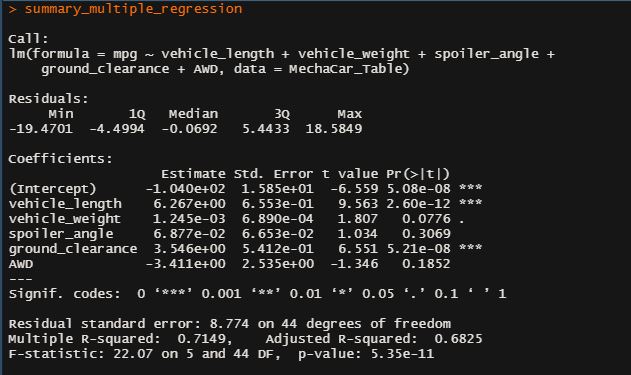 > summary_multiple_regression

Call:
lm(formula = mpg ~ vehicle_length + vehicle_weight + spoiler_angle +
    ground_clearance + AWD, data = MechaCar_Table)

Residuals:
     Min       1Q   Median       3Q      Max
-19.4701  -4.4994  -0.0692   5.4433  18.5849

Coefficients:
                   Estimate Std. Error t value Pr(>|t|)
(Intercept)      -1.040e+02  1.585e+01  -6.559 5.08e-08 ***
vehicle_length    6.267e+00  6.553e-01   9.563 2.60e-12 ***
vehicle_weight    1.245e-03  6.890e-04   1.807   0.0776 .
spoiler_angle     6.877e-02  6.653e-02   1.034   0.3069
ground_clearance  3.546e+00  5.412e-01   6.551 5.21e-08 ***
AWD              -3.411e+00  2.535e+00  -1.346   0.1852
---
Signif. codes:  0 ‘***’ 0.001 ‘**’ 0.01 ‘*’ 0.05 ‘.’ 0.1 ‘ ’ 1

Residual standard error: 8.774 on 44 degrees of freedom
Multiple R-squared:  0.7149,    Adjusted R-squared:  0.6825
F-statistic: 22.07 on 5 and 44 DF,  p-value: 5.35e-11